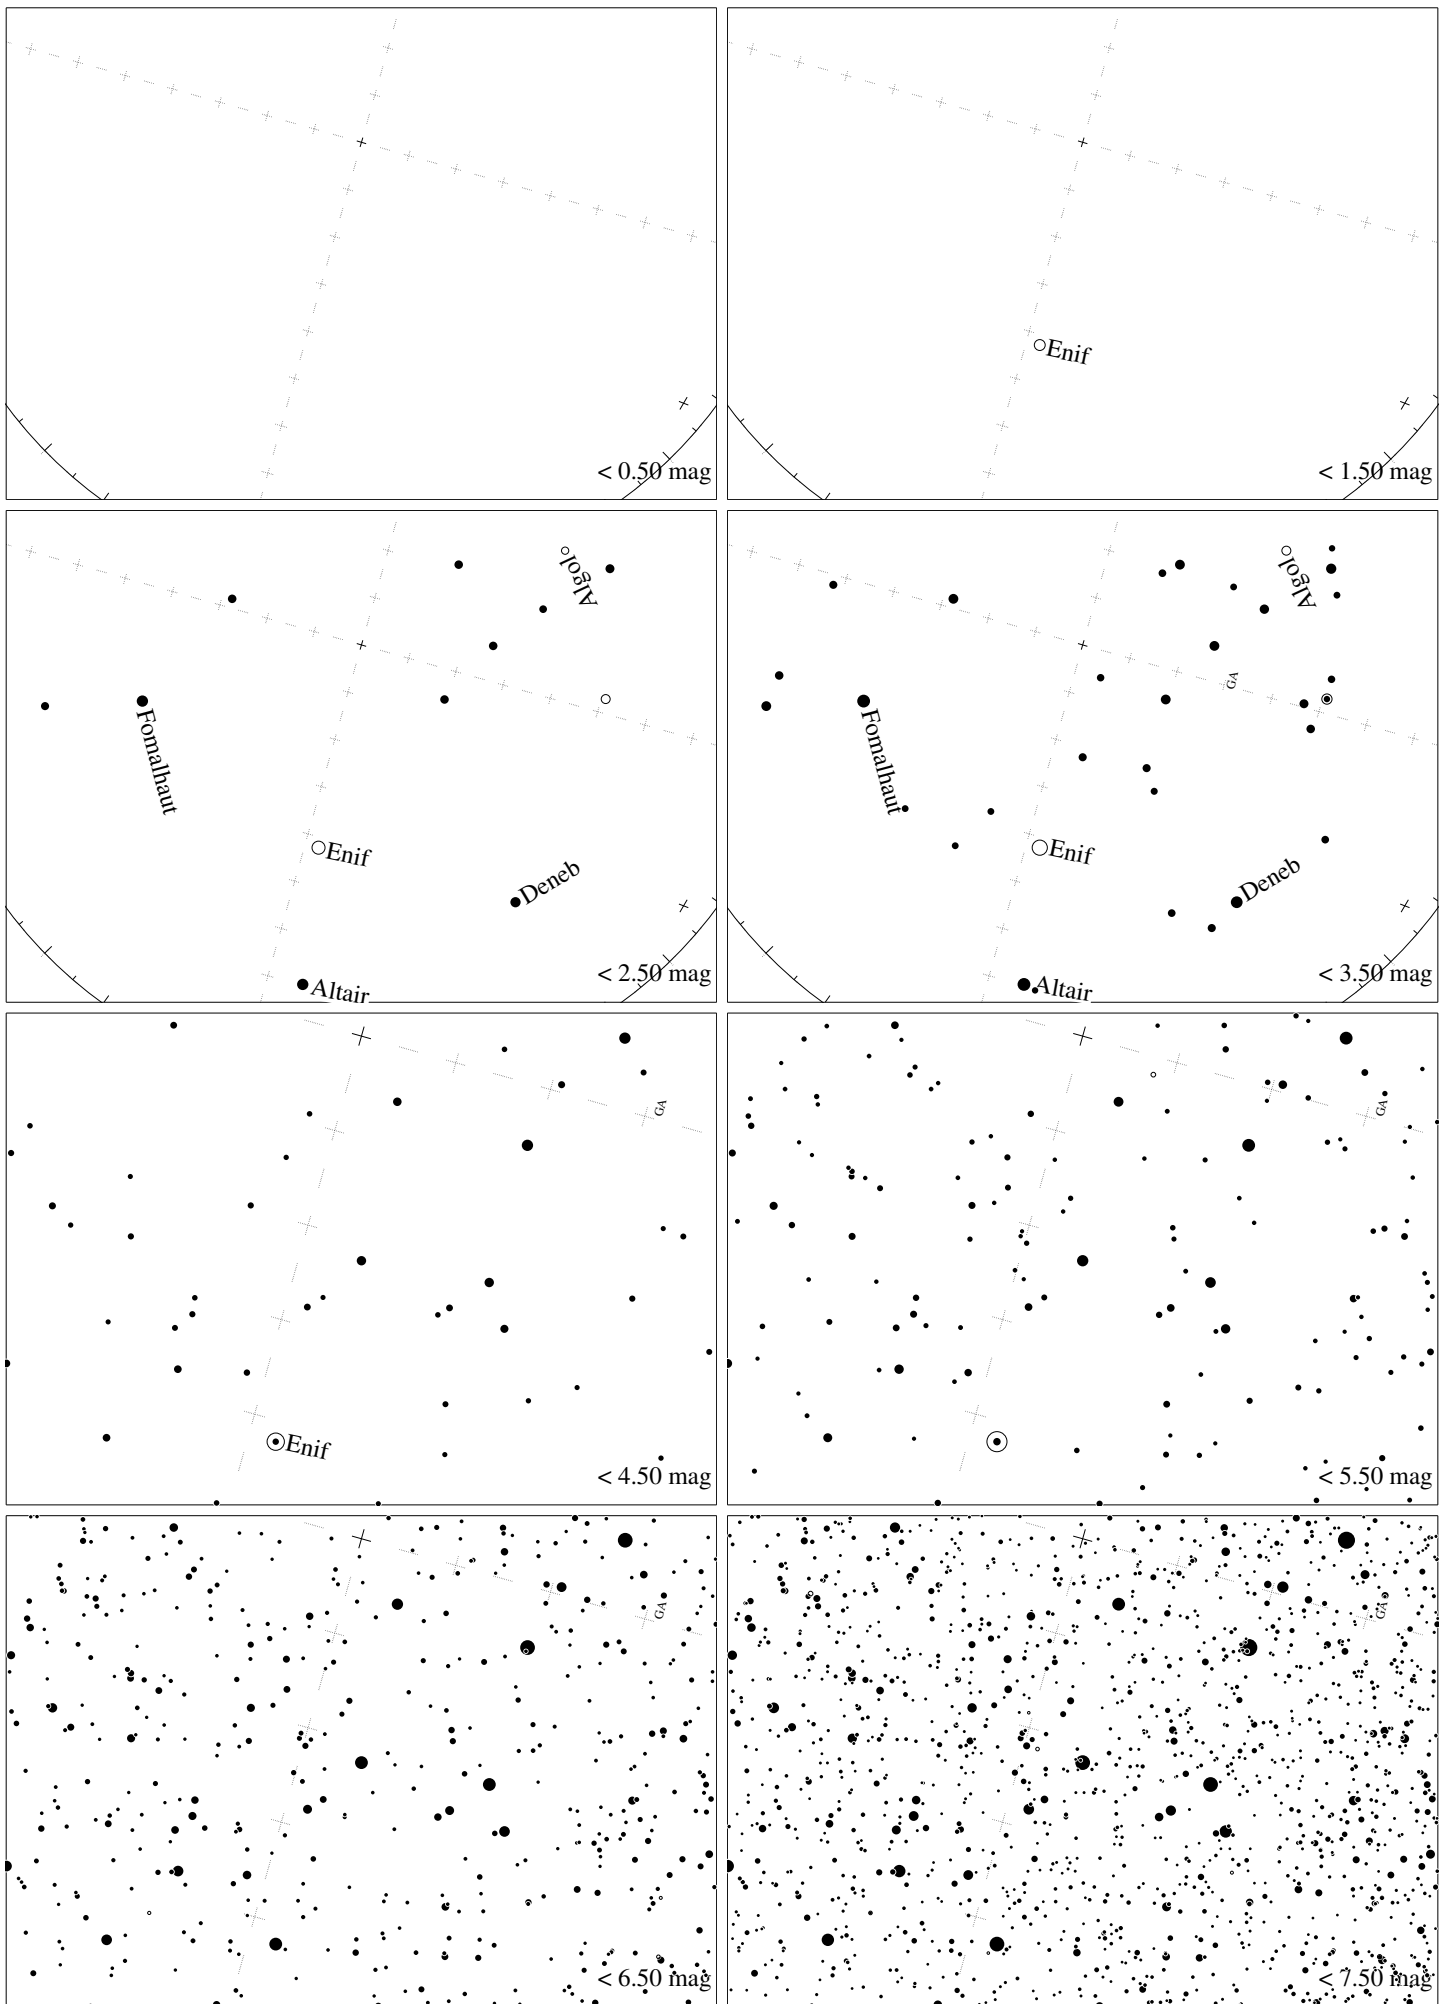 < 0.50 mag
Enif
< 1.50 mag
Algol
Fomalhaut
Enif
Deneb
Altair
< 2.50 mag
Algol
GA
Fomalhaut
Enif
Deneb
Altair
< 3.50 mag
GA
Enif
< 4.50 mag
GA
< 5.50 mag
GA
< 6.50 mag
GA
< 7.50 mag